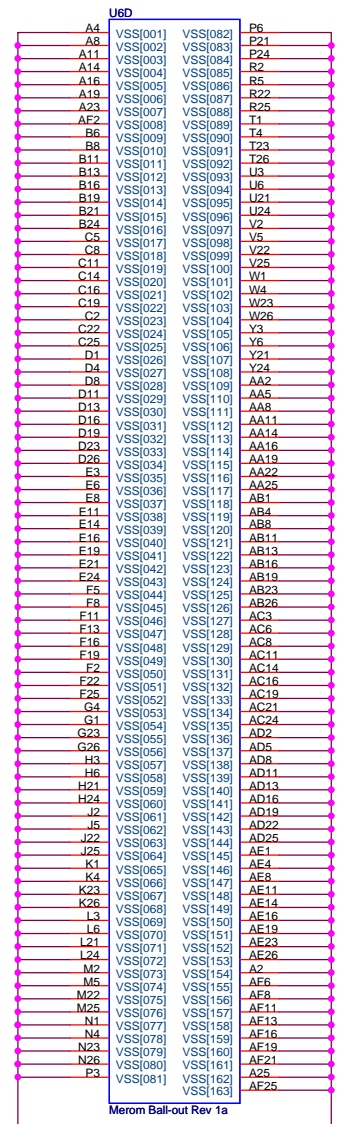 U6D
A4 VSS[001] VSS[082] P6
A8 VSS[002] VSS[083] P21
A11 VSS[003] VSS[084] P24
A14 VSS[004] VSS[085] R2
A16 VSS[005] VSS[086] R5
A19 VSS[006] VSS[087] R22
A23 VSS[007] VSS[088] R25
AF2 VSS[008] VSS[089] T1
B6 VSS[009] VSS[090] T4
B8 VSS[010] VSS[091] T23
B11 VSS[011] VSS[092] T26
B13 VSS[012] VSS[093] U3
B16 VSS[013] VSS[094] U6
B19 VSS[014] VSS[095] U21
B21 VSS[015] VSS[096] U24
B24 VSS[016] VSS[097] V2
C5 VSS[017] VSS[098] V5
C8 VSS[018] VSS[099] V22
C11 VSS[019] VSS[100] V25
C14 VSS[020] VSS[101] W1
C16 VSS[021] VSS[102] W4
C19 VSS[022] VSS[103] W23
C2 VSS[023] VSS[104] W26
C22 VSS[024] VSS[105] Y3
C25 VSS[025] VSS[106] Y6
D1 VSS[026] VSS[107] Y21
D4 VSS[027] VSS[108] Y24
D8 VSS[028] VSS[109] AA2
D11 VSS[029] VSS[110] AA5
D13 VSS[030] VSS[111] AA8
D16 VSS[031] VSS[112] AA11
D19 VSS[032] VSS[113] AA14
D23 VSS[033] VSS[114] AA16
D26 VSS[034] VSS[115] AA19
E3 VSS[035] VSS[116] AA22
E6 VSS[036] VSS[117] AA25
E8 VSS[037] VSS[118] AB1
E11 VSS[038] VSS[119] AB4
E14 VSS[039] VSS[120] AB8
E16 VSS[040] VSS[121] AB11
E19 VSS[041] VSS[122] AB13
E21 VSS[042] VSS[123] AB16
E24 VSS[043] VSS[124] AB19
F5 VSS[044] VSS[125] AB23
F8 VSS[045] VSS[126] AB26
F11 VSS[046] VSS[127] AC3
F13 VSS[047] VSS[128] AC6
F16 VSS[048] VSS[129] AC8
F19 VSS[049] VSS[130] AC11
F2 VSS[050] VSS[131] AC14
F22 VSS[051] VSS[132] AC16
F25 VSS[052] VSS[133] AC19
G4 VSS[053] VSS[134] AC21
G1 VSS[054] VSS[135] AC24
G23 VSS[055] VSS[136] AD2
G26 VSS[056] VSS[137] AD5
H3 VSS[057] VSS[138] AD8
H6 VSS[058] VSS[139] AD11
H21 VSS[059] VSS[140] AD13
H24 VSS[060] VSS[141] AD16
J2 VSS[061] VSS[142] AD19
J5 VSS[062] VSS[143] AD22
J22 VSS[063] VSS[144] AD25
J25 VSS[064] VSS[145] AE1
K1 VSS[065] VSS[146] AE4
K4 VSS[066] VSS[147] AE8
K23 VSS[067] VSS[148] AE11
K26 VSS[068] VSS[149] AE14
L3 VSS[069] VSS[150] AE16
L6 VSS[070] VSS[151] AE19
L21 VSS[071] VSS[152] AE23
L24 VSS[072] VSS[153] AE26
M2 VSS[073] VSS[154] A2
M5 VSS[074] VSS[155] AF6
M22 VSS[075] VSS[156] AF8
M25 VSS[076] VSS[157] AF11
N1 VSS[077] VSS[158] AF13
N4 VSS[078] VSS[159] AF16
N23 VSS[079] VSS[160] AF19
N26 VSS[080] VSS[161] AF21
P3 VSS[081] VSS[162] A25
VSS[163] AF25
Merom Ball-out Rev 1a